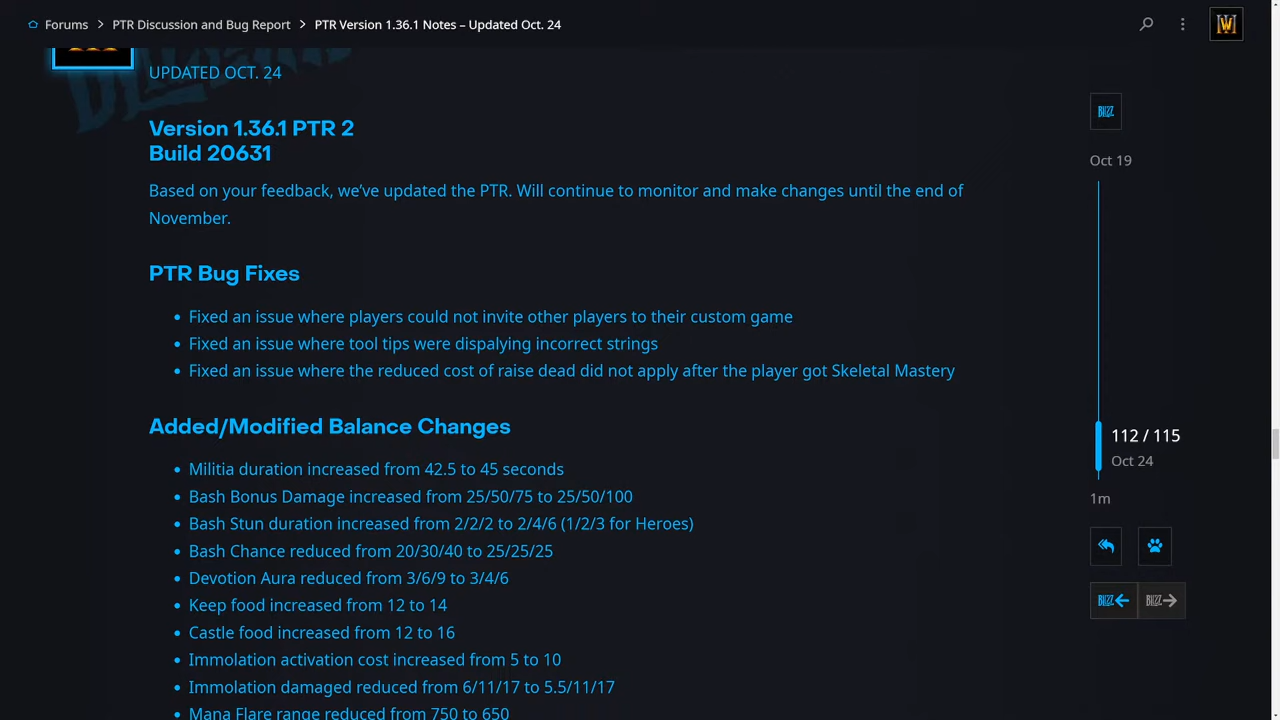 Forums > PTR Discussion and Bug Report > PTR Version 1.36.1 Notes – Updated Oct. 24
UPDATED OCT. 24
Version 1.36.1 PTR 2
Build 20631
Based on your feedback, we've updated the PTR. Will continue to monitor and make changes until the end of
November.
PTR Bug Fixes
• Fixed an issue where players could not invite other players to their custom game
• Fixed an issue where tool tips were dispalying incorrect strings
• Fixed an issue where the reduced cost of raise dead did not apply after the player got Skeletal Mastery
Added/Modified Balance Changes
• Militia duration increased from 42.5 to 45 seconds
• Bash Bonus Damage increased from 25/50/75 to 25/50/100
• Bash Stun duration increased from 2/2/2 to 2/4/6 (1/2/3 for Heroes)
• Bash Chance reduced from 20/30/40 to 25/25/25
• Devotion Aura reduced from 3/6/9 to 3/4/6
• Keep food increased from 12 to 14
• Castle food increased from 12 to 16
• Immolation activation cost increased from 5 to 10
• Immolation damaged reduced from 6/11/17 to 5.5/11/17
• Mana Flare range reduced from 750 to 650
BLIZZ
Oct 19
112 / 115
Oct 24
1m
BLIZZ
BLIZZ